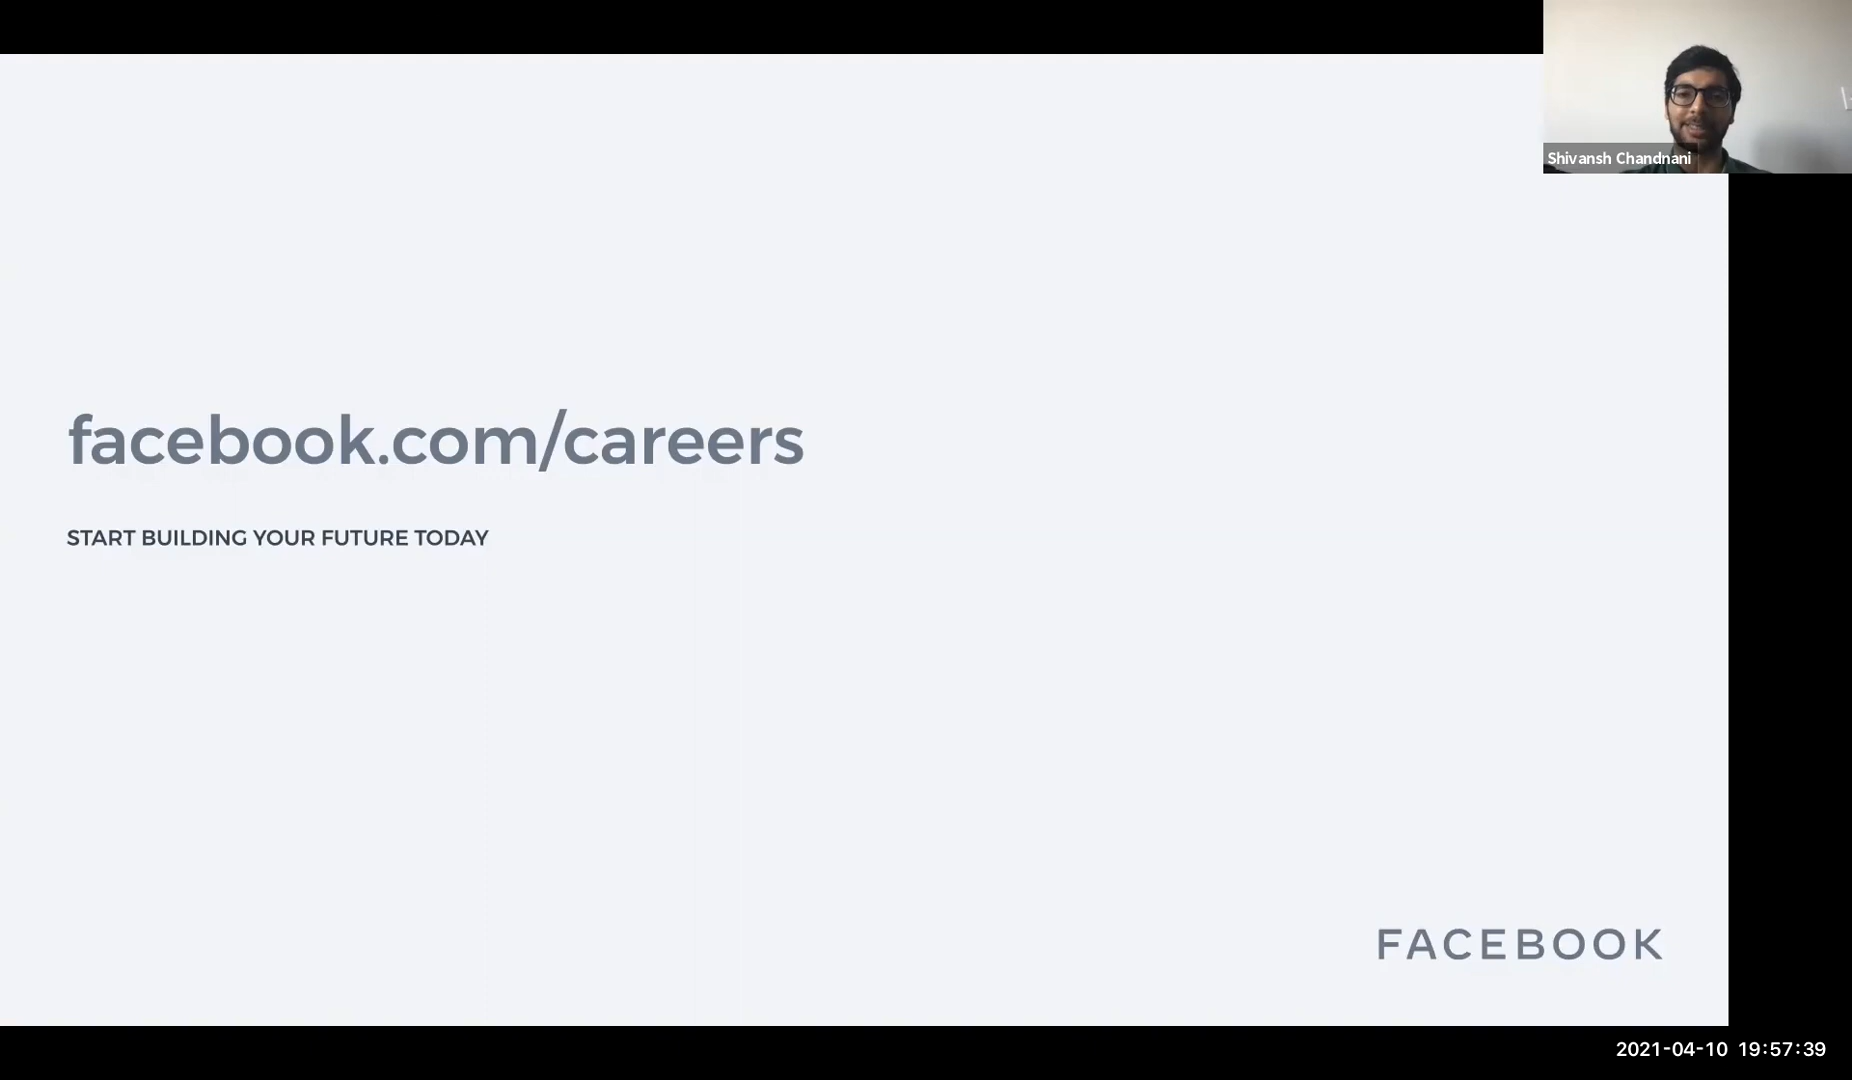 Shivansh Chandnani
facebook.com/careers
START BUILDING YOUR FUTURE TODAY
FACEBOOK
2021-04-10 19:57:39